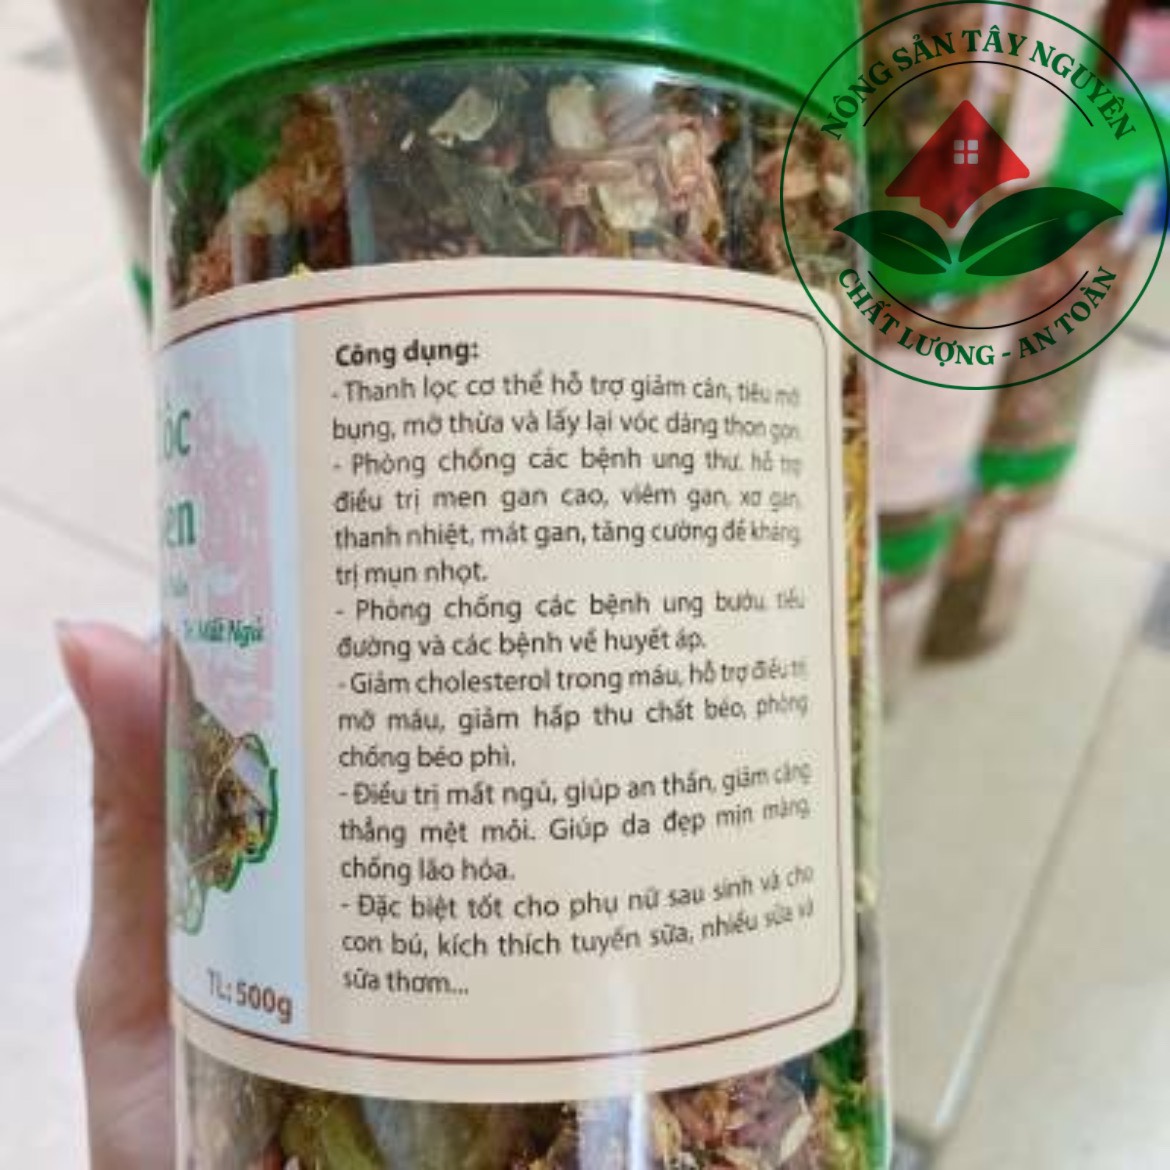 NÔNG SẢN TÂY NGUYÊN
CHẤT LƯỢNG - AN TOÀN
Công dụng:
- Thanh lọc cơ thể hỗ trợ giảm cân, tiêu mỡ
bụng, mỡ thừa và lấy lại vóc dáng thon gọn.
- Phòng chống các bệnh ung thư, hỗ trợ
điều trị men gan cao, viêm gan, xơ gan,
thanh nhiệt, mát gan, tăng cường đề kháng,
trị mụn nhọt.
- Phòng chống các bệnh ung bướu, tiểu
đường và các bệnh về huyết áp.
- Giảm cholesterol trong máu, hỗ trợ điều trị
mỡ máu, giảm hấp thu chất béo, phòng
chống béo phì.
- Điều trị mất ngủ, giúp an thần, giảm căng
thẳng mệt mỏi. Giúp da đẹp mịn màng,
chống lão hóa.
- Đặc biệt tốt cho phụ nữ sau sinh và cho
con bú, kích thích tuyến sữa, nhiều sữa và
sữa thơm...
Mất Ngủ
TL: 500g